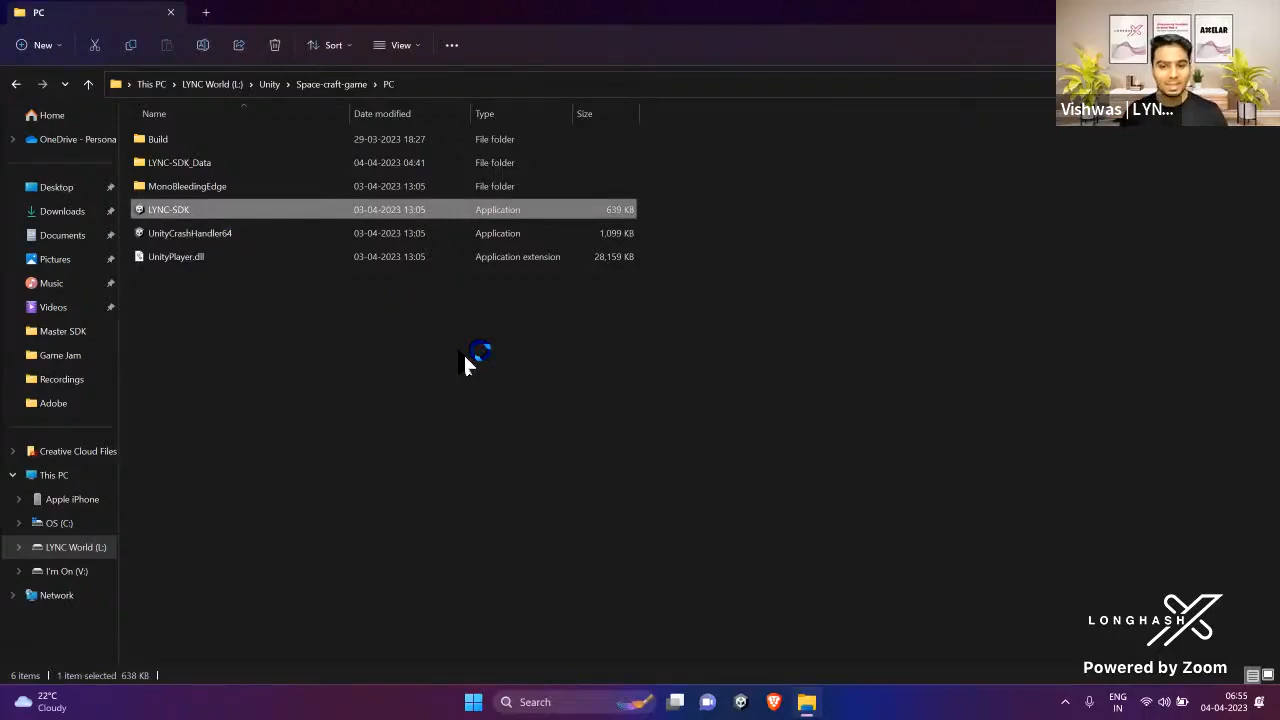 PC
New
Sort
View
This PC
LYNC World (L:)
Unity
Space-craft-game
PC
Name
Type
Size
Build 29-03-2023 18:27 File folder
LYNC-SDK_Data 04-04-2023 04:41 File folder
MonoBleedingEdge 03-04-2023 13:05 File folder
LYNC-SDK 03-04-2023 13:05 Application 639 KB
UnityCrashHandler64 03-04-2023 13:05 Application 1,099 KB
UnityPlayer.dll 03-04-2023 13:05 Application extension 28,159 KB
Home
OneDrive - Persona
Desktop
Downloads
Documents
Pictures
Music
Videos
Master SDK
Game Jam
Recordings
Adobe
Creative Cloud Files
This PC
Apple iPhone
OS (C:)
LYNC World (L:)
I'm On (V:)
Network
6 items
1 item selected 638 KB
22°C
Cloudy
Search
ENG
IN
06:55
04-04-2023
LONGHASH
AXELAR
Vishwas | LYN...
LONGHASHX
Powered by Zoom